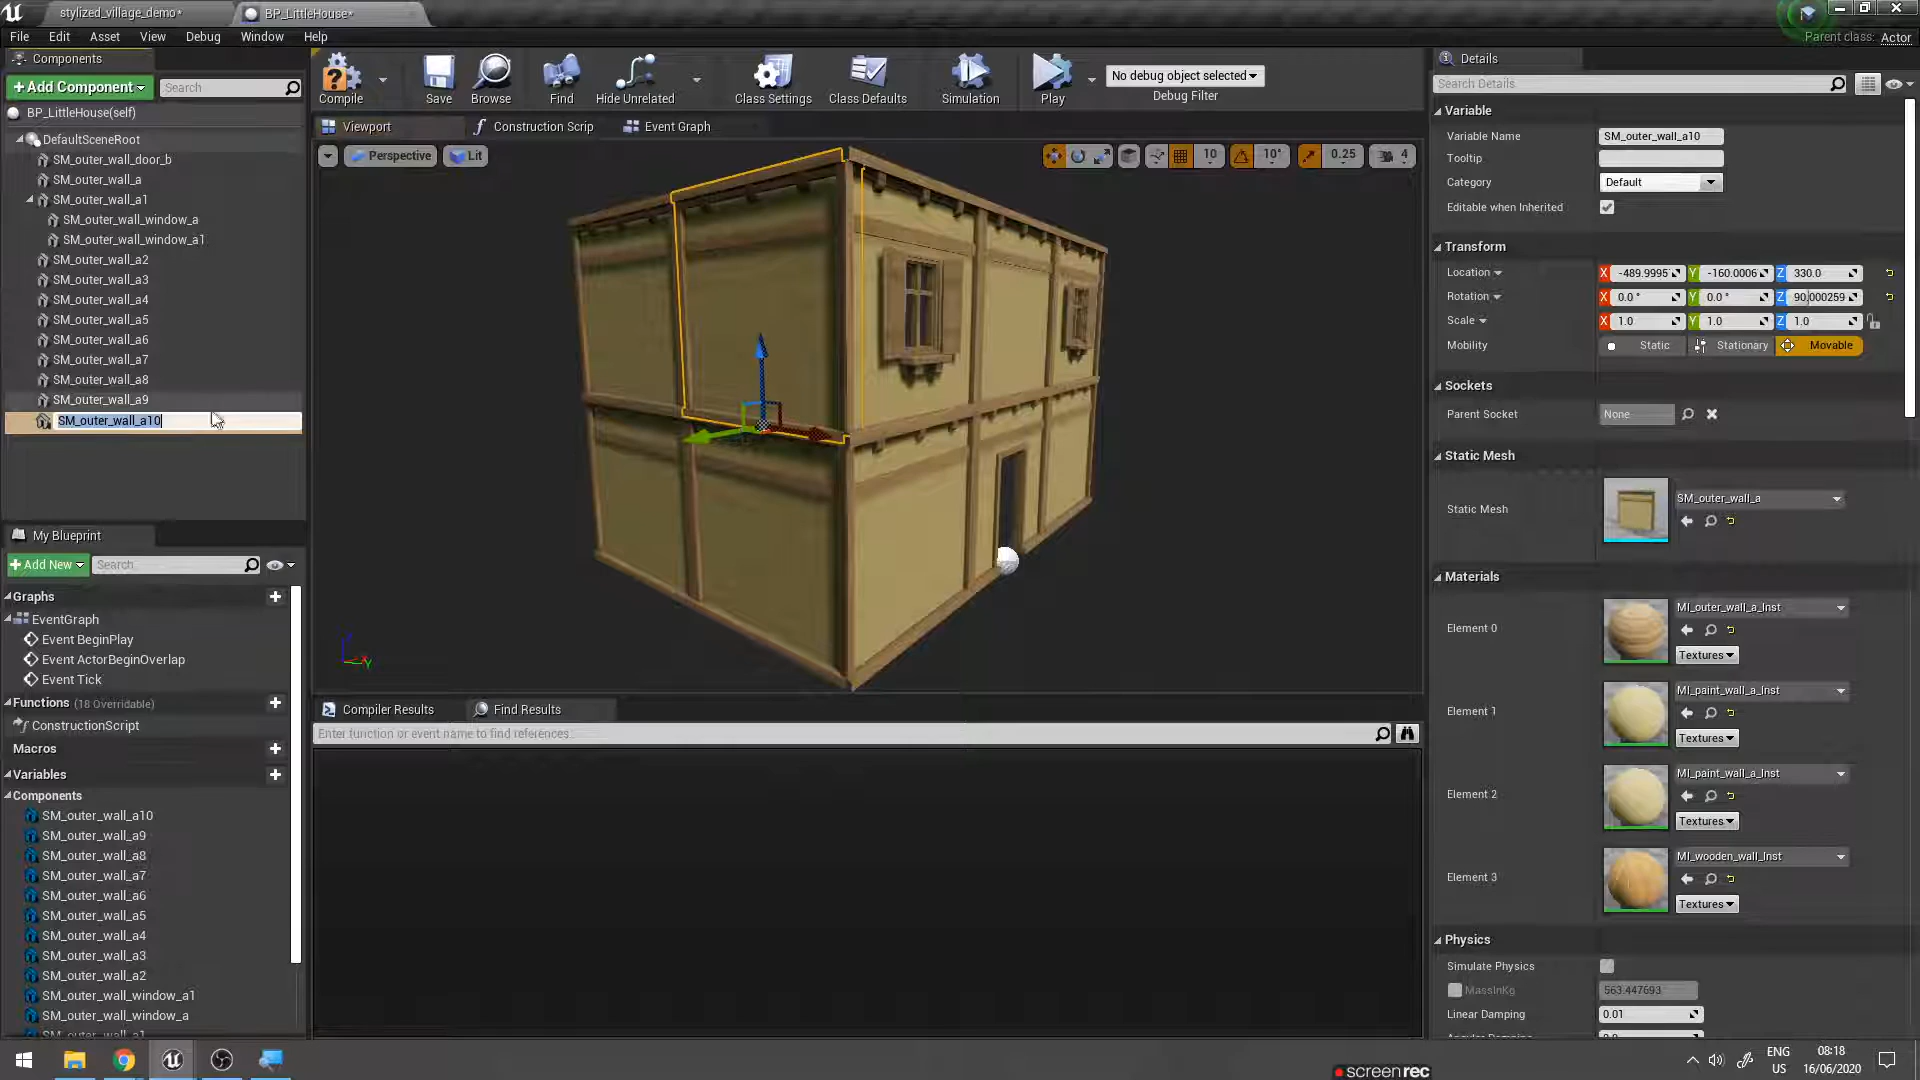 stylized_village_demo*
BP_LittleHouse*
File Edit Asset View Debug Window Help
Parent class: Actor
Components
+Add Component
Search
BP_LittleHouse(self)
DefaultSceneRoot
SM_outer_wall_door_b
SM_outer_wall_a
SM_outer_wall_a1
SM_outer_wall_window_a
SM_outer_wall_window_a1
SM_outer_wall_a2
SM_outer_wall_a3
SM_outer_wall_a4
SM_outer_wall_a5
SM_outer_wall_a6
SM_outer_wall_a7
SM_outer_wall_a8
SM_outer_wall_a9
SM_outer_wall_a10
My Blueprint
+Add New
Search
Graphs
EventGraph
Event BeginPlay
Event ActorBeginOverlap
Event Tick
Functions (18 Overridable)
ConstructionScript
Macros
Variables
Components
SM_outer_wall_a10
SM_outer_wall_a9
SM_outer_wall_a8
SM_outer_wall_a7
SM_outer_wall_a6
SM_outer_wall_a5
SM_outer_wall_a4
SM_outer_wall_a3
SM_outer_wall_a2
SM_outer_wall_window_a1
SM_outer_wall_window_a
Compile
Save
Browse
Find
Hide Unrelated
Class Settings
Class Defaults
Simulation
Play
No debug object selected
Debug Filter
Viewport
Construction Scrip
Event Graph
Perspective
Lit
10
10°
0.25
4
Compiler Results
Find Results
Enter function or event name to find references...
Details
Search Details
Variable
Variable Name SM_outer_wall_a10
Tooltip
Category Default
Editable when Inherited
Transform
Location X -489.9995 Y -160.0006 Z 330.0
Rotation X 0.0 ° Y 0.0 ° Z 90.000259
Scale X 1.0 Y 1.0 Z 1.0
Mobility Static Stationary Movable
Sockets
Parent Socket None
Static Mesh
Static Mesh SM_outer_wall_a
Materials
Element 0 MI_outer_wall_a_Inst
Textures
Element 1 MI_paint_wall_a_Inst
Textures
Element 2 MI_paint_wall_a_Inst
Textures
Element 3 MI_wooden_wall_Inst
Textures
Physics
Simulate Physics
MassInKg 563.447693
Linear Damping 0.01
ENG
US
08:18
16/06/2020
screenrec